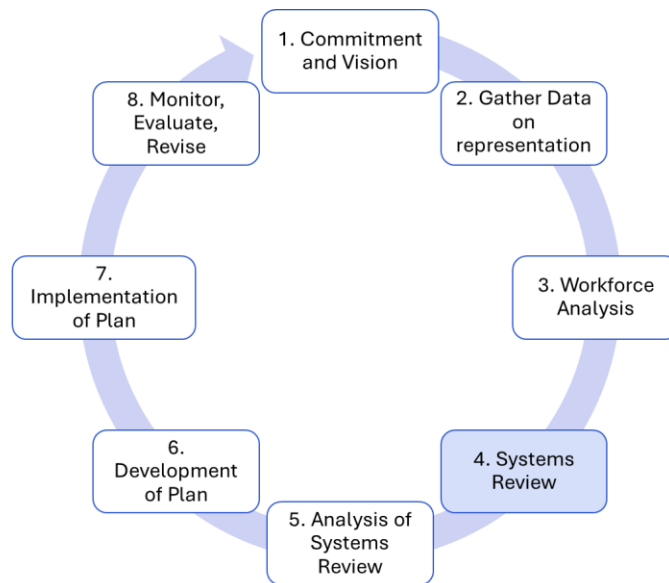 1. Commitment
and Vision
2. Gather Data
on
representation
3. Workforce
Analysis
4. Systems
Review
5. Analysis of
Systems
Review
6.
Development
of Plan
7.
Implementation
of Plan
8. Monitor,
Evaluate,
Revise